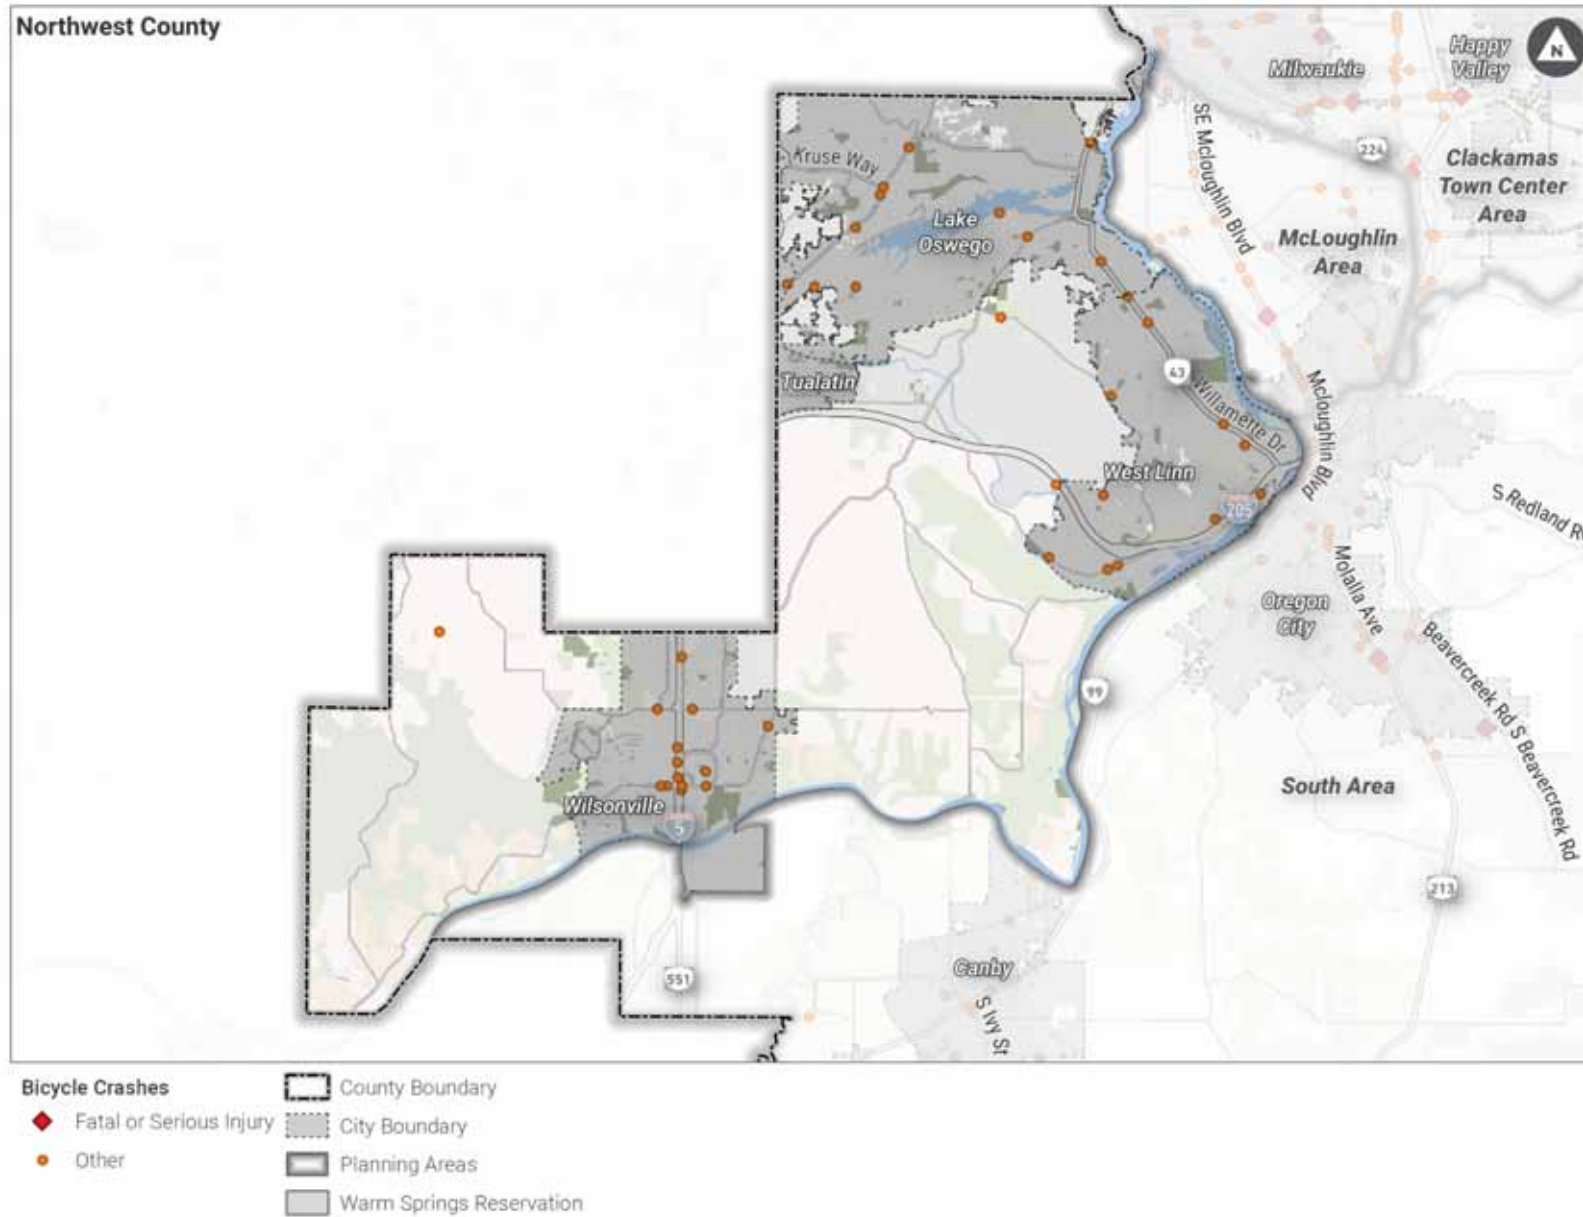 Northwest County
N
Happy
Valley
Milwaukie
SE Mcloughlin Blvd
224
Clackamas
Town Center
Area
Kruse Way
Lake
Oswego
McLoughlin
Area
43
Tualatin
Willamette Dr
Mcloughlin Blvd
West Linn
205
S Redland
Molalla Ave
Oregon
City
Beavercreek Rd
S Beavercreek Rd
99
South Area
Wilsonville
5
213
551
Canby
S Ivy St
Bicycle Crashes
Fatal or Serious Injury
Other
County Boundary
City Boundary
Planning Areas
Warm Springs Reservation